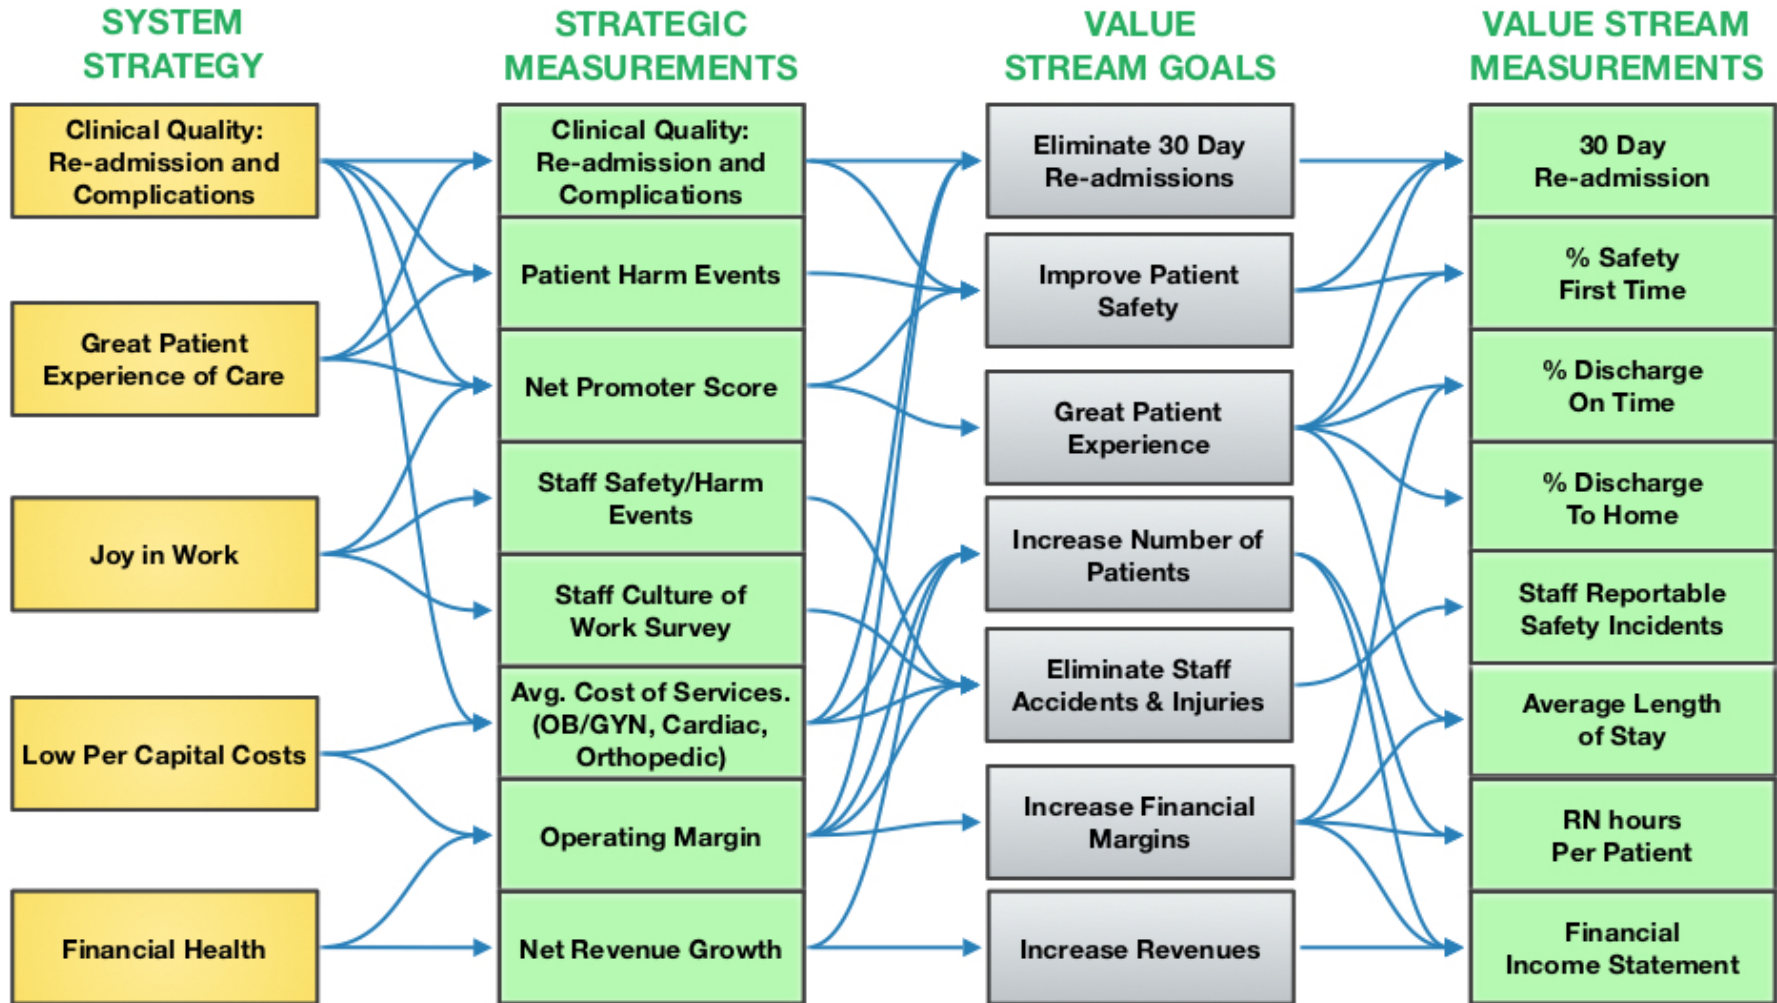 SYSTEM
STRATEGY
Clinical Quality:
Re-admission and
Complications
Great Patient
Experience of Care
Joy in Work
Low Per Capital Costs
Financial Health
STRATEGIC
MEASUREMENTS
Clinical Quality:
Re-admission and
Complications
Patient Harm Events
Net Promoter Score
Staff Safety/Harm
Events
Staff Culture of
Work Survey
Avg. Cost of Services.
(OB/GYN, Cardiac,
Orthopedic)
Operating Margin
Net Revenue Growth
VALUE
STREAM GOALS
Eliminate 30 Day
Re-admissions
Improve Patient
Safety
Great Patient
Experience
Increase Number of
Patients
Eliminate Staff
Accidents & Injuries
Increase Financial
Margins
Increase Revenues
VALUE STREAM
MEASUREMENTS
30 Day
Re-admission
% Safety
First Time
% Discharge
On Time
% Discharge
To Home
Staff Reportable
Safety Incidents
Average Length
of Stay
RN hours
Per Patient
Financial
Income Statement